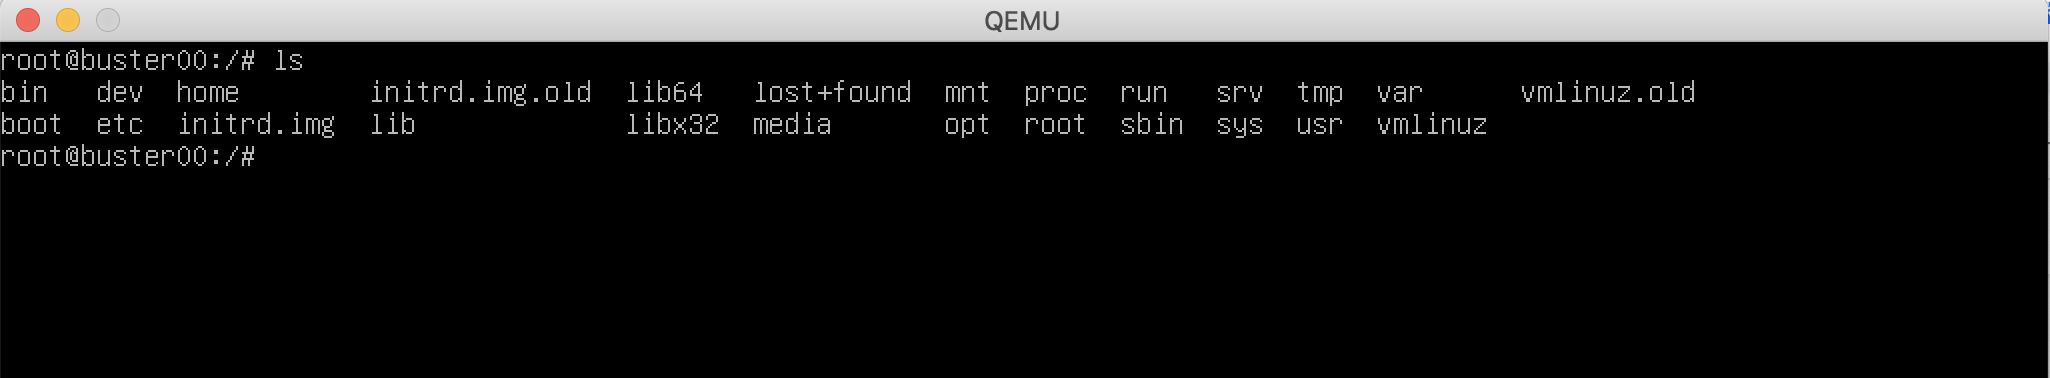 QEMU
root@buster00:/# ls
bin   dev  home        initrd.img.old  lib64   lost+found  mnt  proc  run   srv  tmp  var      vmlinuz.old
boot  etc  initrd.img  lib             libx32  media       opt  root  sbin  sys  usr  vmlinuz
root@buster00:/#